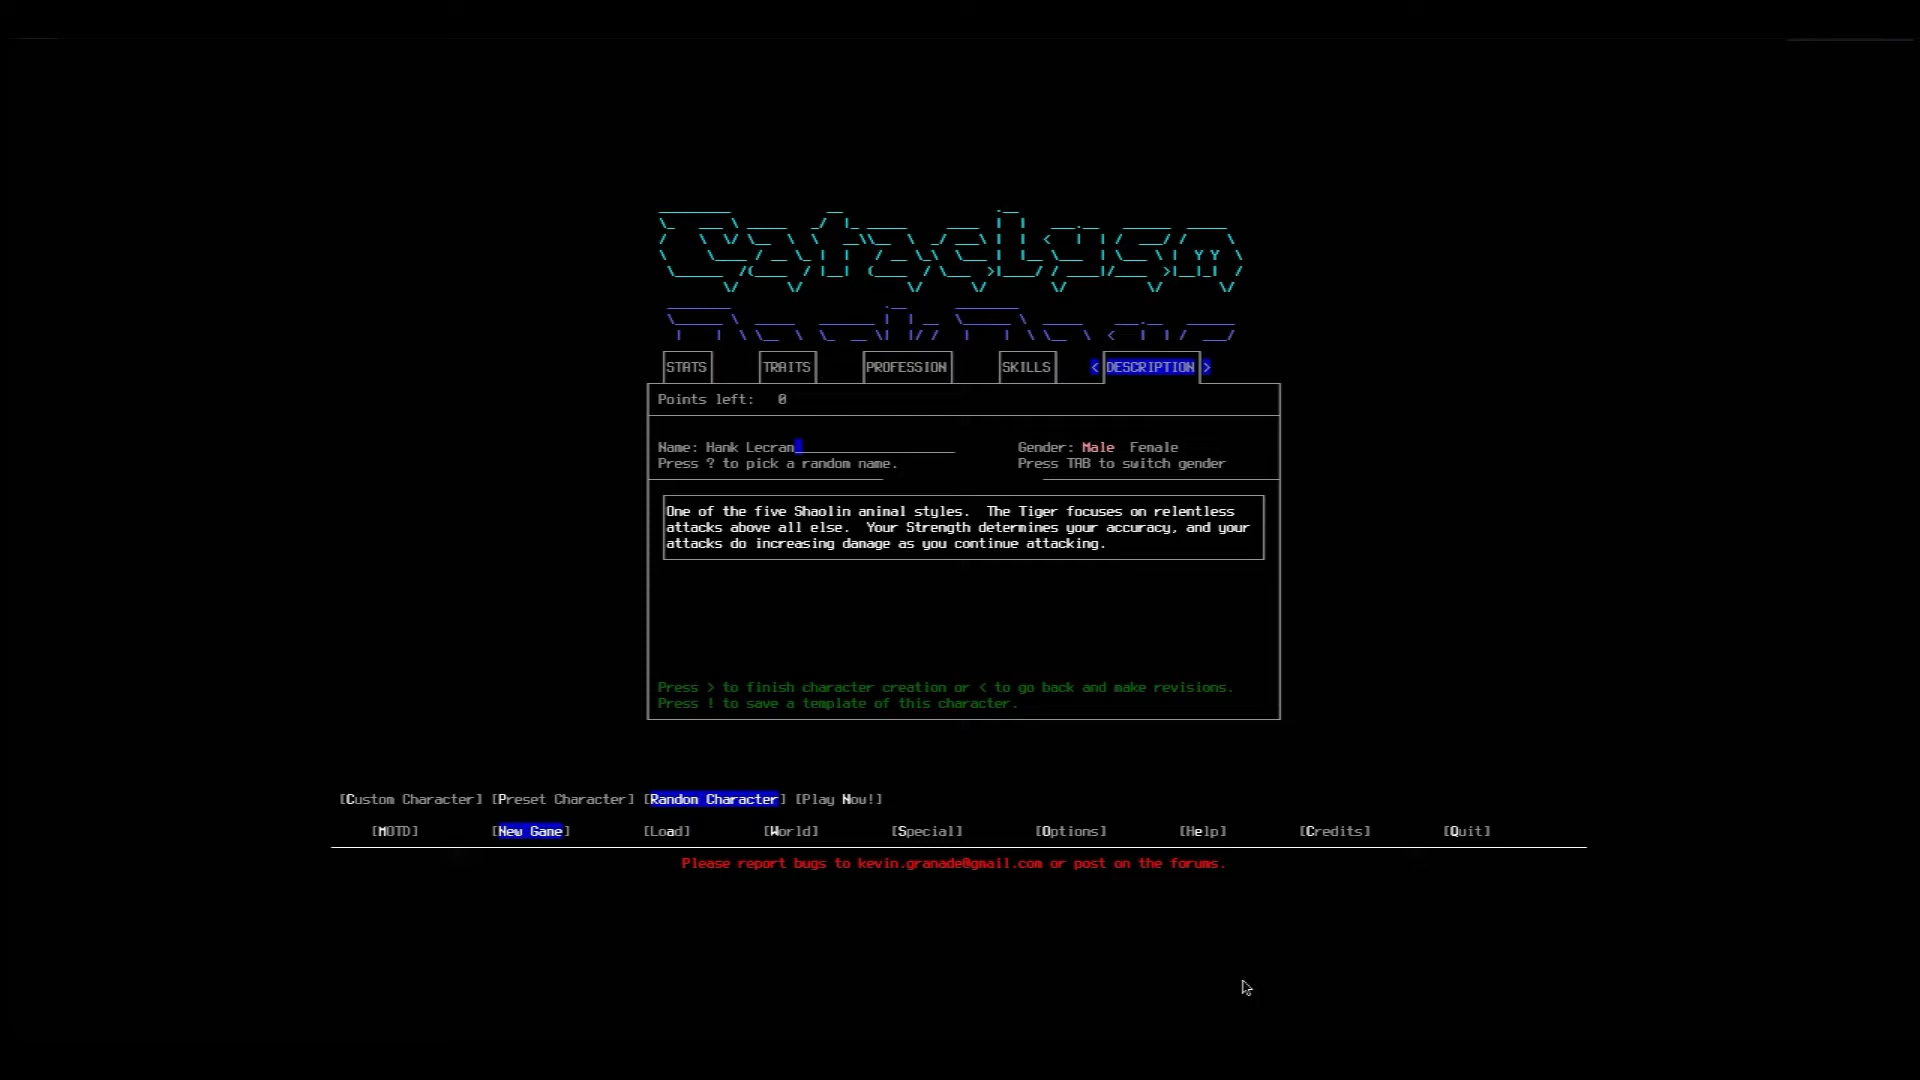 Cataclysm
STATS TRAITS PROFESSION SKILLS < DESCRIPTION >
Points left: 0
Name: Hank Lecran Gender: Male Female
Press ? to pick a random name. Press TAB to switch gender
One of the five Shaolin animal styles. The Tiger focuses on relentless
attacks above all else. Your Strength determines your accuracy, and your
attacks do increasing damage as you continue attacking.
Press > to finish character creation or < to go back and make revisions.
Press ! to save a template of this character.
[Custom Character] [Preset Character] [Random Character] [Play Now!]
[MOTD] [New Game] [Load] [World] [Special] [Options] [Help] [Credits] [Quit]
Please report bugs to kevin.granade@gmail.com or post on the forums.